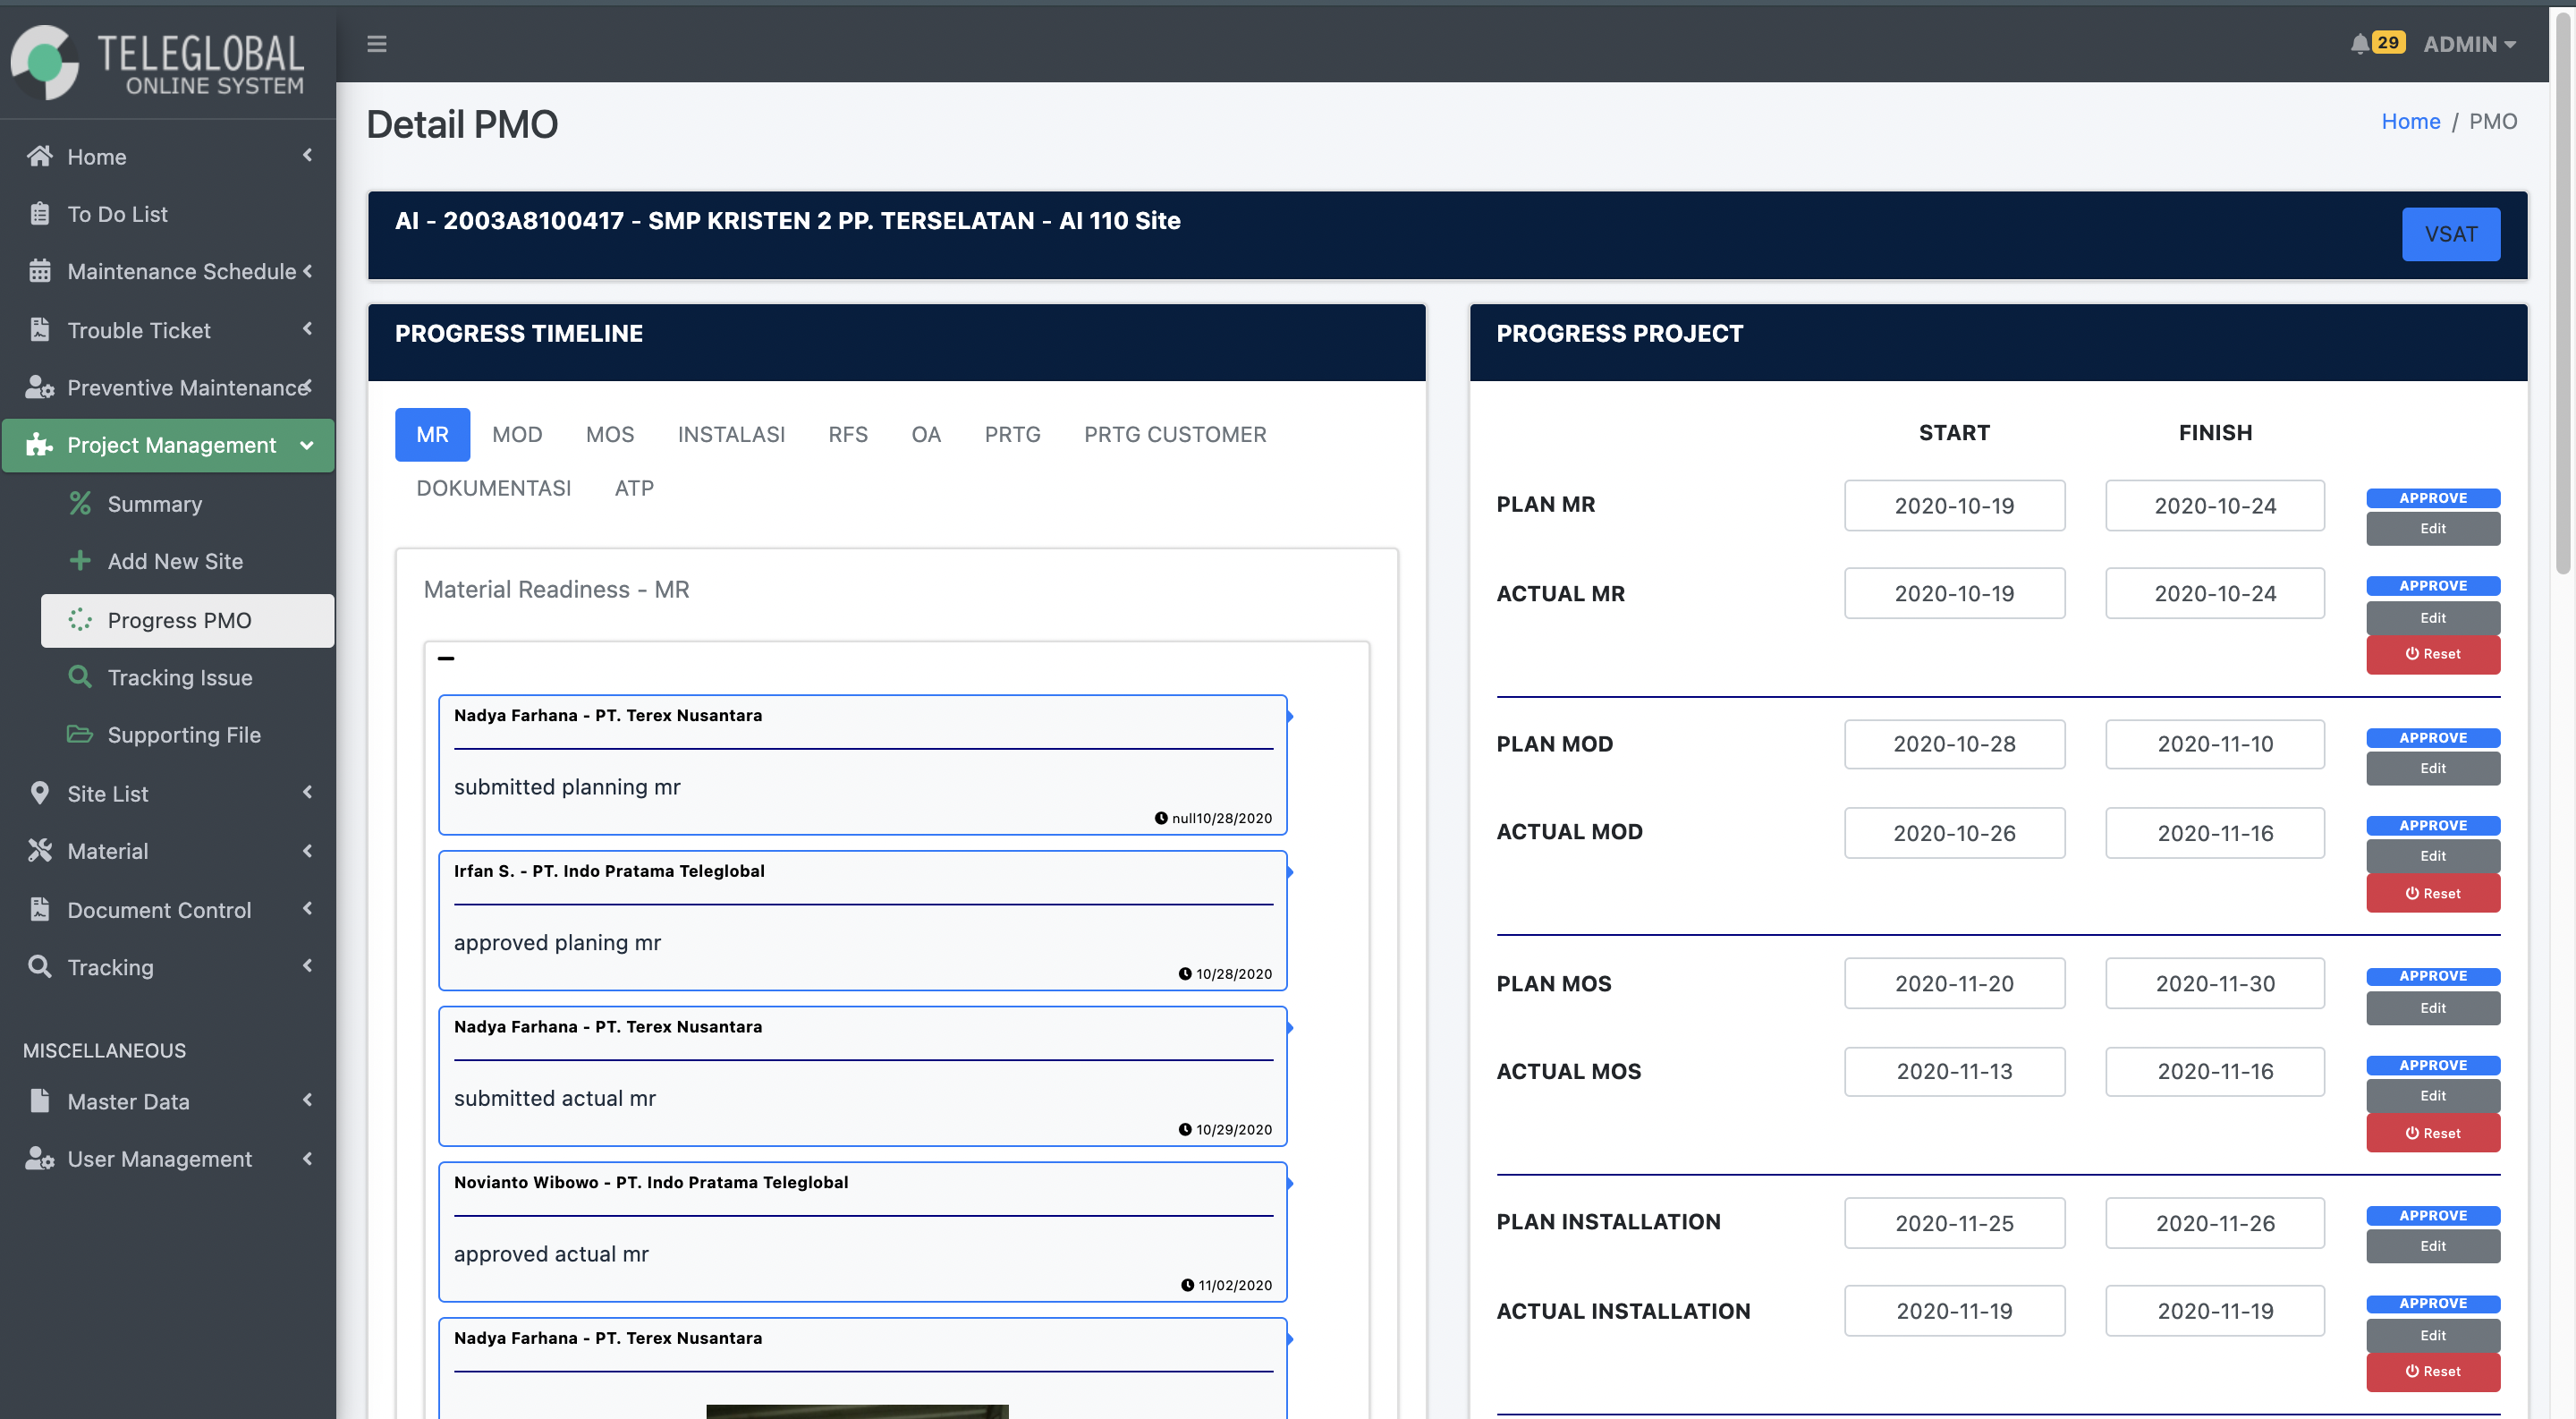 TELEGLOBAL
ONLINE SYSTEM
29
ADMIN
Home
To Do List
Maintenance Schedule
Trouble Ticket
Preventive Maintenance
Project Management
Summary
Add New Site
Progress PMO
Tracking Issue
Supporting File
Site List
Material
Document Control
Tracking
MISCELLANEOUS
Master Data
User Management
Detail PMO
Home / PMO
AI - 2003A8100417 - SMP KRISTEN 2 PP. TERSELATAN - AI 110 Site
VSAT
PROGRESS TIMELINE
MR MOD MOS INSTALASI RFS OA PRTG PRTG CUSTOMER
DOKUMENTASI ATP
Material Readiness - MR
Nadya Farhana - PT. Terex Nusantara
submitted planning mr
null10/28/2020
Irfan S. - PT. Indo Pratama Teleglobal
approved planing mr
10/28/2020
Nadya Farhana - PT. Terex Nusantara
submitted actual mr
10/29/2020
Novianto Wibowo - PT. Indo Pratama Teleglobal
approved actual mr
11/02/2020
Nadya Farhana - PT. Terex Nusantara
PROGRESS PROJECT
START FINISH
PLAN MR 2020-10-19 2020-10-24 APPROVE
Edit
ACTUAL MR 2020-10-19 2020-10-24 APPROVE
Edit
Reset
PLAN MOD 2020-10-28 2020-11-10 APPROVE
Edit
ACTUAL MOD 2020-10-26 2020-11-16 APPROVE
Edit
Reset
PLAN MOS 2020-11-20 2020-11-30 APPROVE
Edit
ACTUAL MOS 2020-11-13 2020-11-16 APPROVE
Edit
Reset
PLAN INSTALLATION 2020-11-25 2020-11-26 APPROVE
Edit
ACTUAL INSTALLATION 2020-11-19 2020-11-19 APPROVE
Edit
Reset